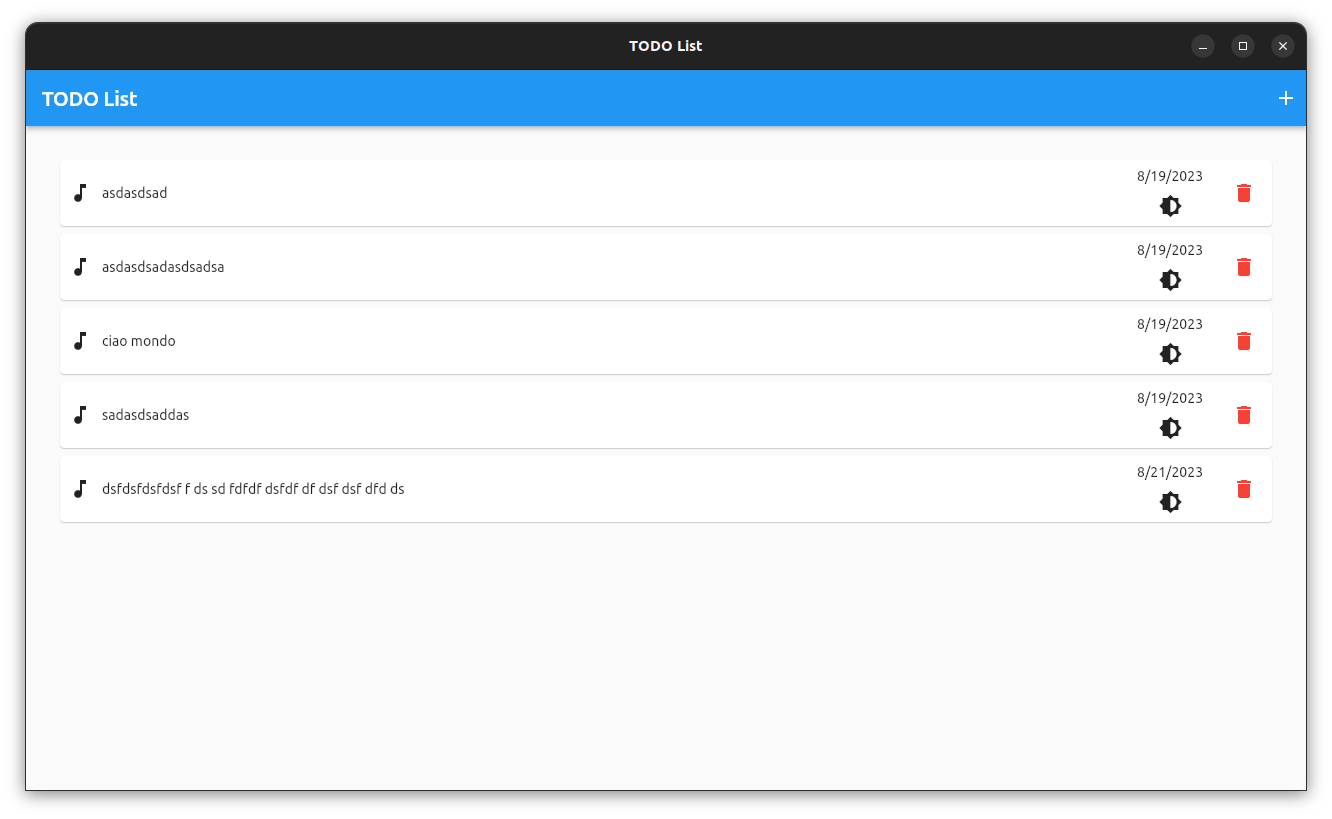 TODO List
TODO List
asdasdsad
8/19/2023
asdasdsadasdsadsa
8/19/2023
ciao mondo
8/19/2023
sadasdsaddas
8/19/2023
dsfdsfdsfdsf f ds sd fdfdf dsfdf df dsf dsf dfd ds
8/21/2023